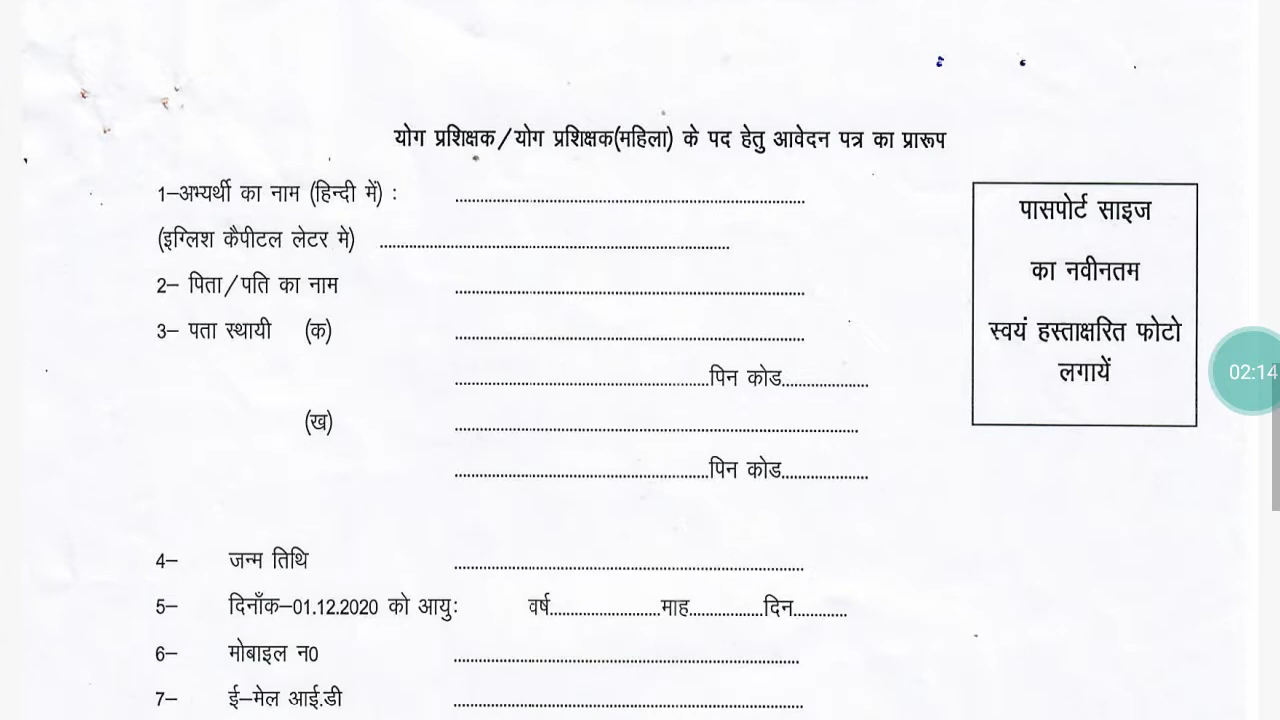 योग प्रशिक्षक/योग प्रशिक्षक(महिला) के पद हेतु आवेदन पत्र का प्रारूप
1–अभ्यर्थी का नाम (हिन्दी में) : ........................................
(इग्लिश कैपीटल लेटर मे) ........................................
2– पिता/पति का नाम ........................................
3– पता स्थायी (क) ........................................
........................................पिन कोड....................
(ख) ........................................
........................................पिन कोड....................
पासपोर्ट साइज
का नवीनतम
स्वयं हस्ताक्षरित फोटो
लगायें
02:14
4– जन्म तिथि ........................................
5– दिनाँक–01.12.2020 को आयुः वर्ष.........................माह................दिन............
6– मोबाइल न0 ........................................
7– ई–मेल आई.डी ........................................